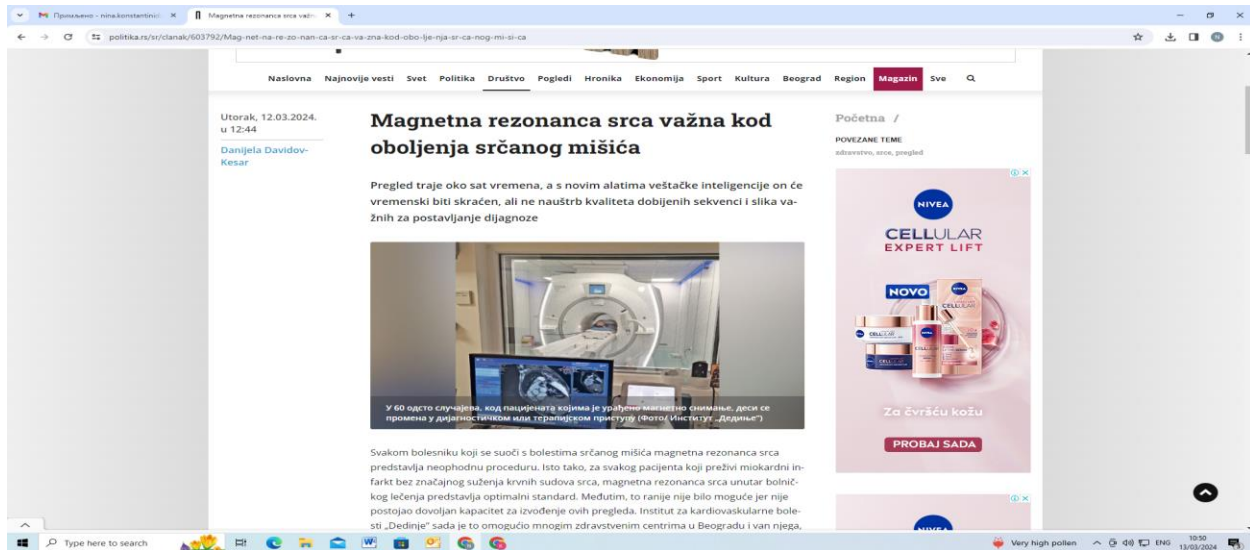 Примљено - nina.konstantinic
Magnetna rezonanca srca važn
politika.rs/sr/clanak/603792/Mag-net-na-re-zo-nan-ca-sr-ca-va-zna-kod-obo-lje-nja-sr-ca-nog-mi-si-ca
Naslovna Najnovije vesti Svet Politika Društvo Pogledi Hronika Ekonomija Sport Kultura Beograd Region Magazin Sve
Utorak, 12.03.2024.
u 12:44
Danijela Davidov-
Kesar
Magnetna rezonanca srca važna kod
oboljenja srčanog mišića
Pregled traje oko sat vremena, a s novim alatima veštačke inteligencije on će
vremenski biti skraćen, ali ne nauštrb kvaliteta dobijenih sekvenci i slika va-
žnih za postavljanje dijagnoze
У 60 одсто случајева, код пацијената којима је урађено магнетно снимање, деси се
промена у дијагностичком или терапијском приступу (Фото/ Институт „Дедиње”)
Svakom bolesniku koji se suoči s bolestima srčanog mišića magnetna rezonanca srca
predstavlja neophodnu proceduru. Isto tako, za svakog pacijenta koji preživi miokardni in-
farkt bez značajnog suženja krvnih sudova srca, magnetna rezonanca srca unutar bolnič-
kog lečenja predstavlja optimalni standard. Međutim, to ranije nije bilo moguće jer nije
postojao dovoljan kapacitet za izvođenje ovih pregleda. Institut za kardiovaskularne bole-
sti „Dedinje“ sada je to omogućio mnogim zdravstvenim centrima u Beogradu i van njega,
Početna /
POVEZANE TEME
zdravstvo, srce, pregled
NIVEA
CELLULAR
EXPERT LIFT
NOVO
Za čvršću kožu
PROBAJ SADA
NIVEA
Type here to search
Very high pollen
ENG
10:50
13/03/2024